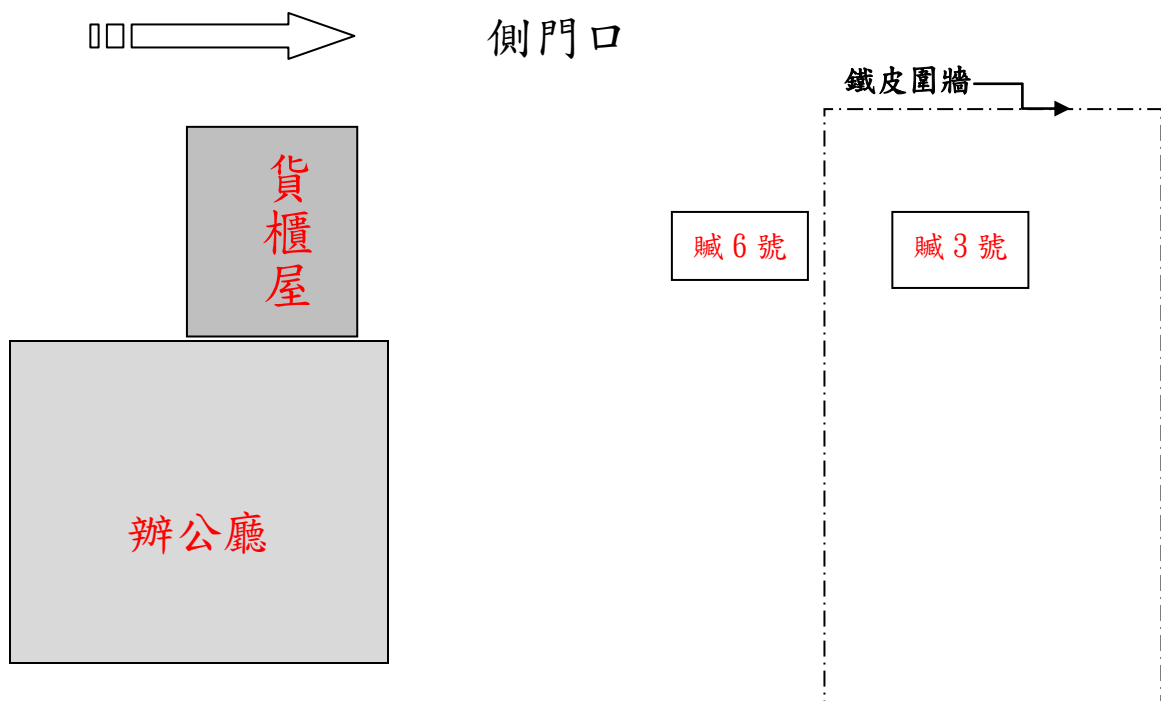 側門口
鐵皮圍牆
貨櫃屋
贓 6 號
贓 3 號
辦公廳